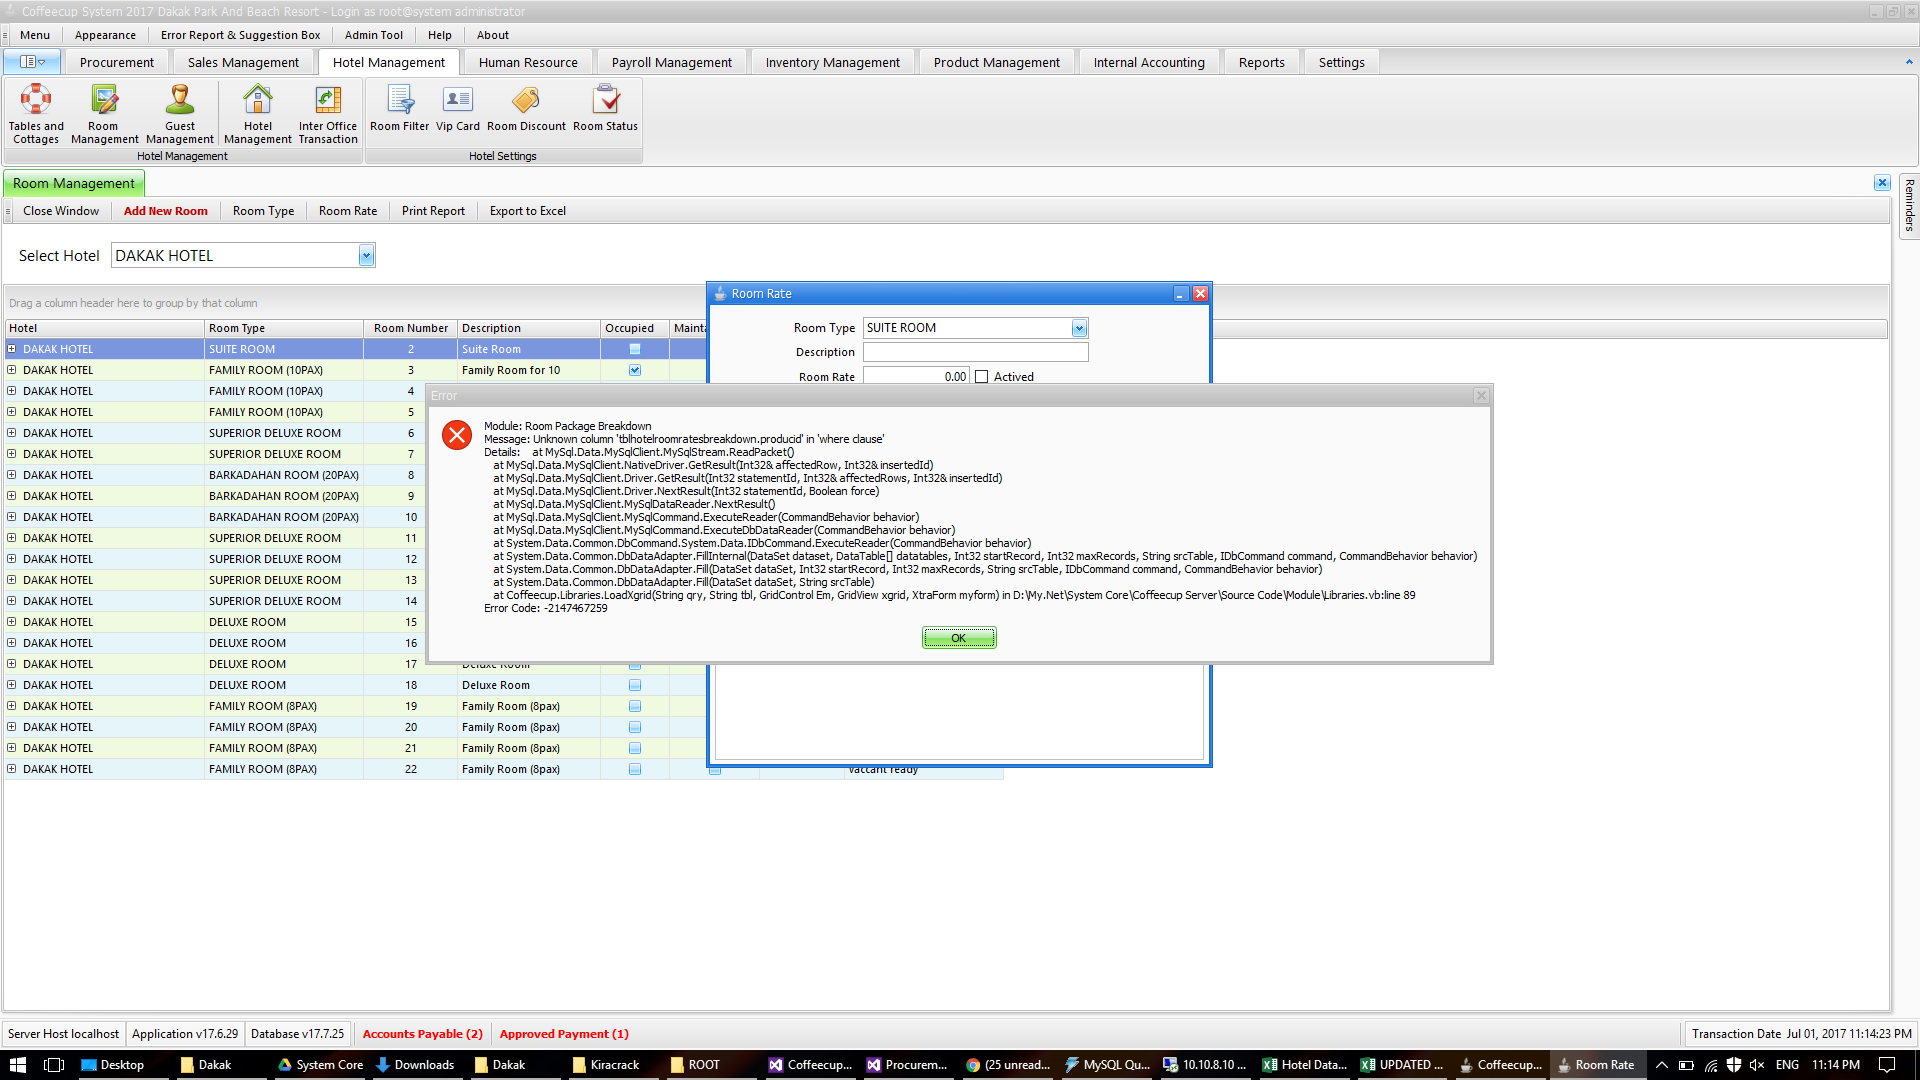 Coffeecup System 2017 Dakak Park And Beach Resort - Login as root@system administrator
Menu Appearance Error Report & Suggestion Box Admin Tool Help About
Procurement Sales Management Hotel Management Human Resource Payroll Management Inventory Management Product Management Internal Accounting Reports Settings
Tables and Cottages Room Management Guest Management Hotel Management Inter Office Transaction Room Filter Vip Card Room Discount Room Status
Hotel Management Hotel Settings
Room Management
Reminders
Close Window Add New Room Room Type Room Rate Print Report Export to Excel
Select Hotel DAKAK HOTEL
Drag a column header here to group by that column
Hotel Room Type Room Number Description Occupied Mainta
DAKAK HOTEL SUITE ROOM 2 Suite Room
DAKAK HOTEL FAMILY ROOM (10PAX) 3 Family Room for 10
DAKAK HOTEL FAMILY ROOM (10PAX) 4
DAKAK HOTEL FAMILY ROOM (10PAX) 5
DAKAK HOTEL SUPERIOR DELUXE ROOM 6
DAKAK HOTEL SUPERIOR DELUXE ROOM 7
DAKAK HOTEL BARKADAHAN ROOM (20PAX) 8
DAKAK HOTEL BARKADAHAN ROOM (20PAX) 9
DAKAK HOTEL BARKADAHAN ROOM (20PAX) 10
DAKAK HOTEL SUPERIOR DELUXE ROOM 11
DAKAK HOTEL SUPERIOR DELUXE ROOM 12
DAKAK HOTEL SUPERIOR DELUXE ROOM 13
DAKAK HOTEL SUPERIOR DELUXE ROOM 14
DAKAK HOTEL DELUXE ROOM 15
DAKAK HOTEL DELUXE ROOM 16
DAKAK HOTEL DELUXE ROOM 17 Deluxe Room
DAKAK HOTEL DELUXE ROOM 18 Deluxe Room
DAKAK HOTEL FAMILY ROOM (8PAX) 19 Family Room (8pax)
DAKAK HOTEL FAMILY ROOM (8PAX) 20 Family Room (8pax)
DAKAK HOTEL FAMILY ROOM (8PAX) 21 Family Room (8pax)
DAKAK HOTEL FAMILY ROOM (8PAX) 22 Family Room (8pax) Vaccant ready
Room Rate
Room Type SUITE ROOM
Description
Room Rate 0.00 Actived
Error
Module: Room Package Breakdown
Message: Unknown column 'tblhotelroomratesbreakdown.producid' in 'where clause'
Details: at MySql.Data.MySqlClient.MySqlStream.ReadPacket()
at MySql.Data.MySqlClient.NativeDriver.GetResult(Int32& affectedRow, Int32& insertedId)
at MySql.Data.MySqlClient.Driver.GetResult(Int32 statementId, Int32& affectedRows, Int32& insertedId)
at MySql.Data.MySqlClient.Driver.NextResult(Int32 statementId, Boolean force)
at MySql.Data.MySqlClient.MySqlDataReader.NextResult()
at MySql.Data.MySqlClient.MySqlCommand.ExecuteReader(CommandBehavior behavior)
at MySql.Data.MySqlClient.MySqlCommand.ExecuteDbDataReader(CommandBehavior behavior)
at System.Data.Common.DbCommand.System.Data.IDbCommand.ExecuteReader(CommandBehavior behavior)
at System.Data.Common.DbDataAdapter.FillInternal(DataSet dataset, DataTable[] datatables, Int32 startRecord, Int32 maxRecords, String srcTable, IDbCommand command, CommandBehavior behavior)
at System.Data.Common.DbDataAdapter.Fill(DataSet dataSet, Int32 startRecord, Int32 maxRecords, String srcTable, IDbCommand command, CommandBehavior behavior)
at System.Data.Common.DbDataAdapter.Fill(DataSet dataSet, String srcTable)
at Coffeecup.Libraries.LoadXgrid(String qry, String tbl, GridControl Em, GridView xgrid, XtraForm myform) in D:\My.Net\System Core\Coffeecup Server\Source Code\Module\Libraries.vb:line 89
Error Code: -2147467259
OK
Server Host localhost Application v17.6.29 Database v17.7.25 Accounts Payable (2) Approved Payment (1) Transaction Date Jul 01, 2017 11:14:23 PM
Desktop Dakak System Core Downloads Dakak Kiracrack ROOT Coffeecup... Procurem... (25 unread... MySQL Qu... 10.10.8.10 ... Hotel Data... UPDATED ... Coffeecup... Room Rate ENG 11:14 PM